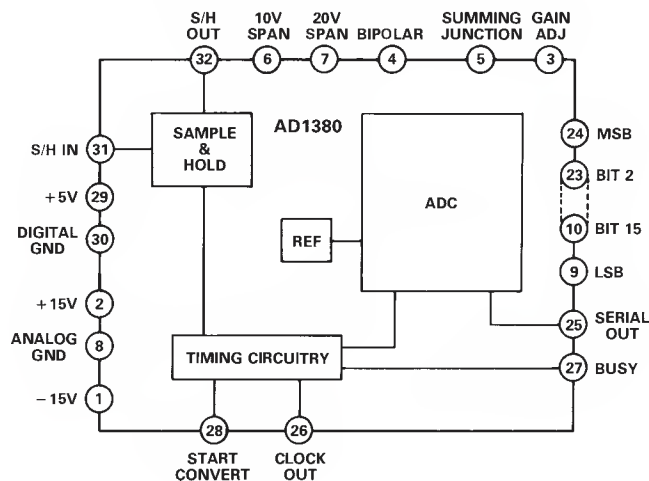 S/H
OUT
10V
SPAN
20V
SPAN
BIPOLAR
SUMMING
JUNCTION
GAIN
ADJ
32
6
7
4
5
3
SAMPLE
&
HOLD
AD1380
ADC
REF
TIMING CIRCUITRY
S/H IN
31
+5V
29
DIGITAL
GND
30
+15V
2
ANALOG
GND
8
−15V
1
24
MSB
23
BIT 2
10
BIT 15
9
LSB
25
SERIAL
OUT
27
BUSY
28
START
CONVERT
26
CLOCK
OUT